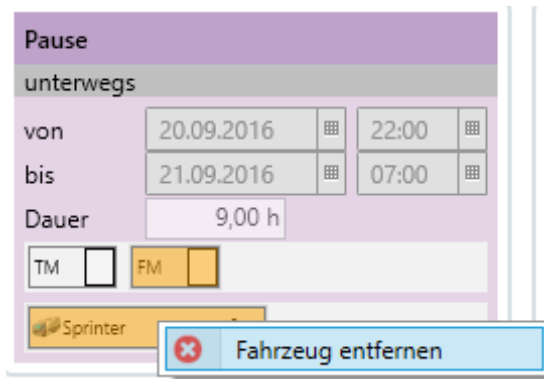 Pause
unterwegs
von 20.09.2016 22:00
bis 21.09.2016 07:00
Dauer 9,00 h
TM FM
Sprinter
Fahrzeug entfernen